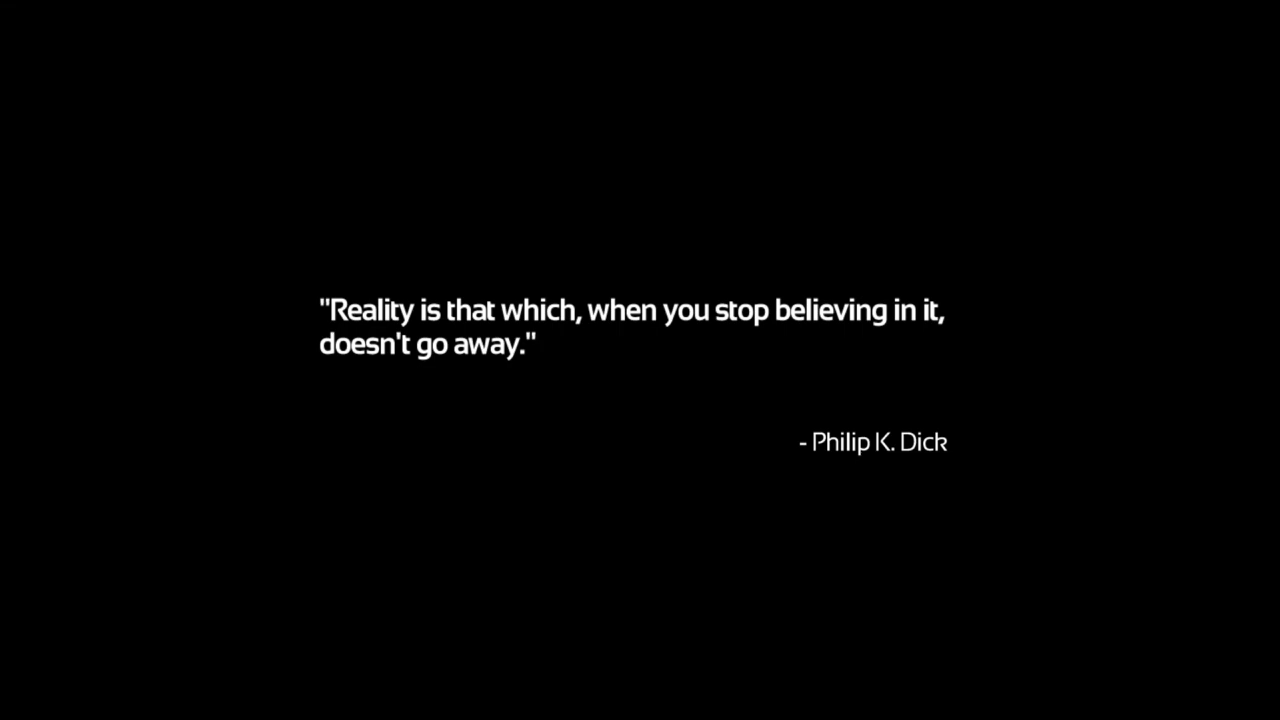 "Reality is that which, when you stop believing in it,
doesn't go away."
- Philip K. Dick